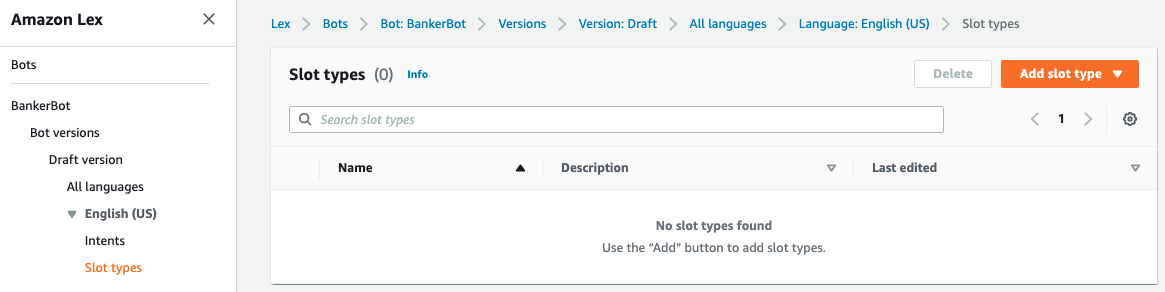 Amazon Lex
Bots
BankerBot
Bot versions
Draft version
All languages
English (US)
Intents
Slot types
Lex Bots Bot: BankerBot Versions Version: Draft All languages Language: English (US) Slot types
Slot types (0) Info Delete Add slot type
Search slot types 1
Name Description Last edited
No slot types found
Use the “Add” button to add slot types.